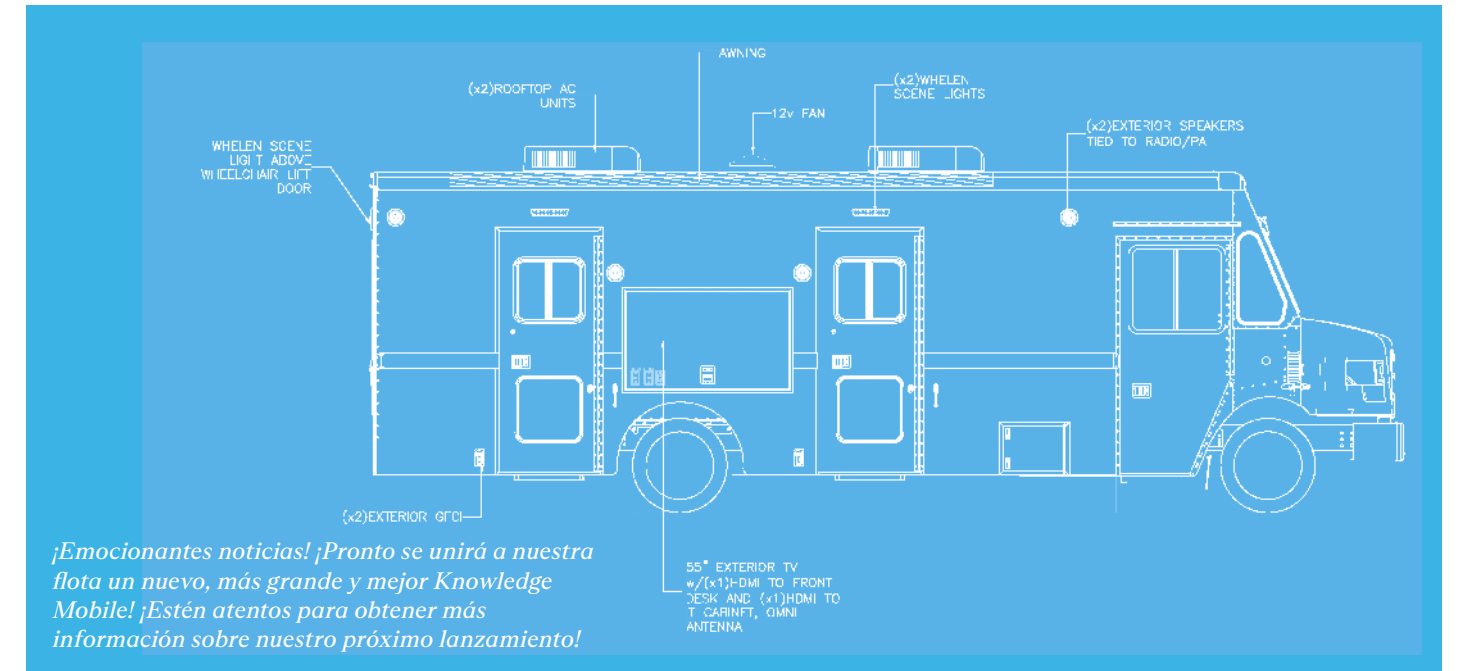 AWNING
(x2)ROOFTOP AC
UNITS
(x2)WHELEN
SCENE LIGHTS
12v FAN
(x2)EXTERIOR SPEAKERS
TIED TO RADIO/PA
WHELEN SCENE
LIGHT ABOVE
WHEELCHAIR LIFT
DOOR
(x2)EXTERIOR GFCI
¡Emocionantes noticias! ¡Pronto se unirá a nuestra
flota un nuevo, más grande y mejor Knowledge
Mobile! ¡Estén atentos para obtener más
información sobre nuestro próximo lanzamiento!
55" EXTERIOR TV
w/(x1)HDMI TO FRONT
DESK AND (x1)HDMI TO
CABINET, OMNI
ANTENNA